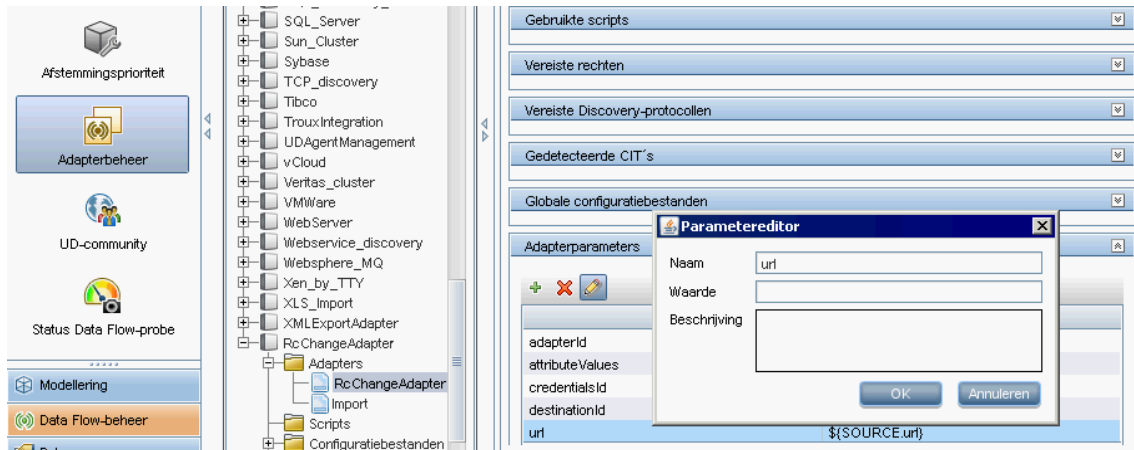 Afstemmingsprioriteit
Adapterbeheer
UD-community
Status Data Flow-probe
Modellering
Data Flow-beheer
SQL_Server
Sun_Cluster
Sybase
TCP_discovery
Tibco
TrouxIntegration
UDAgentManagement
vCloud
Veritas_cluster
VMWare
WebServer
Webservice_discovery
Websphere_MQ
Xen_by_TTY
XLS_Import
XMLExportAdapter
RcChangeAdapter
Adapters
RcChangeAdapter
Import
Scripts
Configuratiebestanden
Gebruikte scripts
Vereiste rechten
Vereiste Discovery-protocollen
Gedetecteerde CIT´s
Globale configuratiebestanden
Adapterparameters
adapterId
attributeValues
credentialsId
destinationId
url ${SOURCE.url}
Parametereditor
Naam url
Waarde
Beschrijving
OK Annuleren